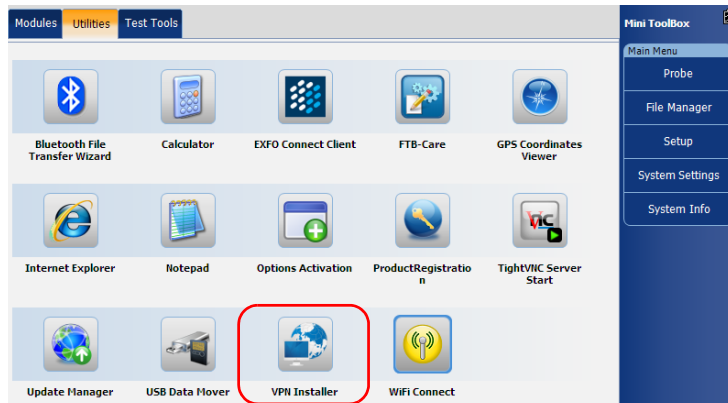 Modules Utilities Test Tools
Mini ToolBox
Main Menu
Probe
File Manager
Setup
System Settings
System Info
Bluetooth File
Transfer Wizard
Calculator
EXFO Connect Client
FTB-Care
GPS Coordinates
Viewer
Internet Explorer
Notepad
Options Activation
ProductRegistratio
n
VNC
TightVNC Server
Start
Update Manager
USB Data Mover
VPN Installer
WiFi Connect